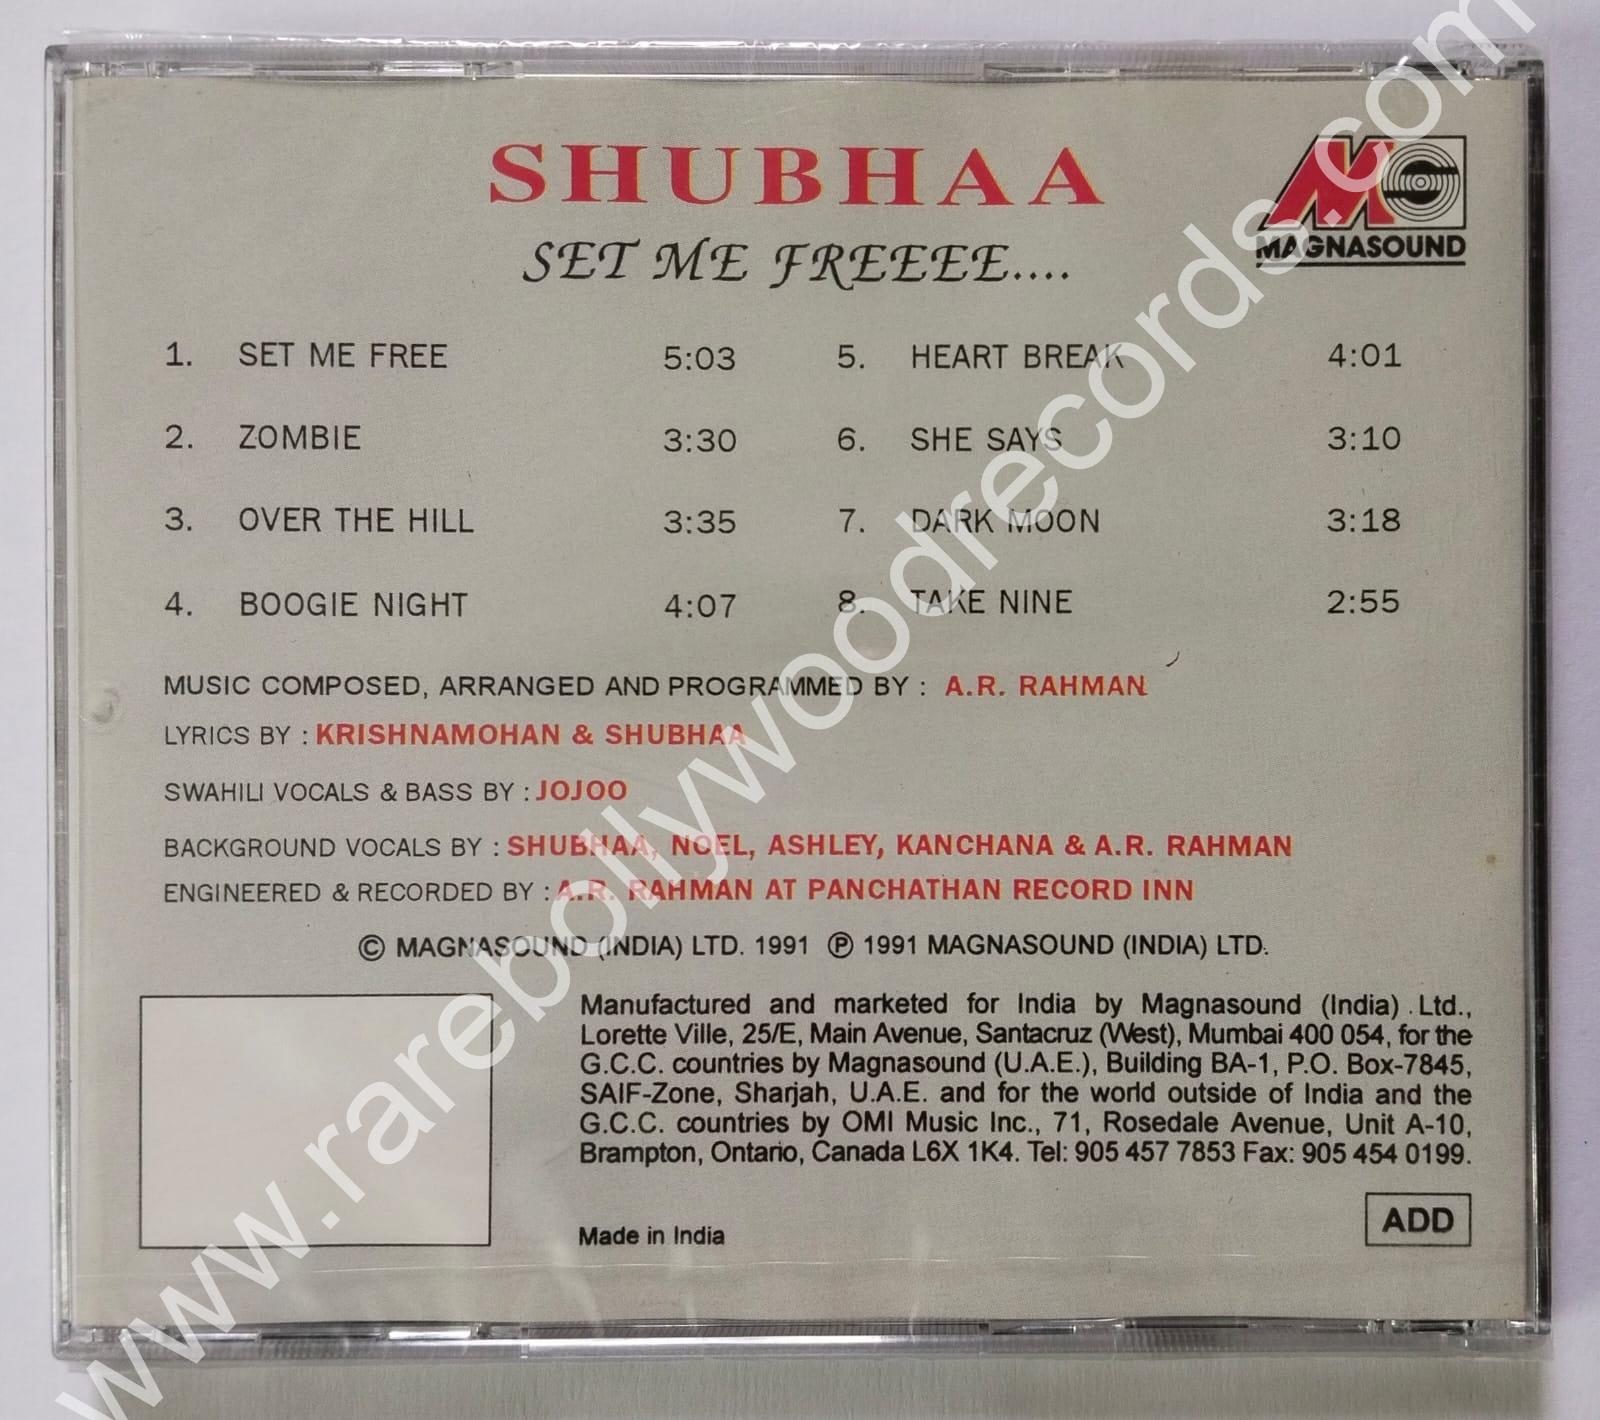 SHUBHAA
SET ME FREEEE....
MAGNASOUND
1. SET ME FREE 5:03
2. ZOMBIE 3:30
3. OVER THE HILL 3:35
4. BOOGIE NIGHT 4:07
5. HEART BREAK 4:01
6. SHE SAYS 3:10
7. DARK MOON 3:18
8. TAKE NINE 2:55
MUSIC COMPOSED, ARRANGED AND PROGRAMMED BY : A.R. RAHMAN
LYRICS BY : KRISHNAMOHAN & SHUBHAA
SWAHILI VOCALS & BASS BY : JOJOO
BACKGROUND VOCALS BY : SHUBHAA, NOEL, ASHLEY, KANCHANA & A.R. RAHMAN
ENGINEERED & RECORDED BY : A.R. RAHMAN AT PANCHATHAN RECORD INN
© MAGNASOUND (INDIA) LTD. 1991 ℗ 1991 MAGNASOUND (INDIA) LTD.
Manufactured and marketed for India by Magnasound (India) Ltd.,
Lorette Ville, 25/E, Main Avenue, Santacruz (West), Mumbai 400 054, for the
G.C.C. countries by Magnasound (U.A.E.), Building BA-1, P.O. Box-7845,
SAIF-Zone, Sharjah, U.A.E. and for the world outside of India and the
G.C.C. countries by OMI Music Inc., 71, Rosedale Avenue, Unit A-10,
Brampton, Ontario, Canada L6X 1K4. Tel: 905 457 7853 Fax: 905 454 0199.
Made in India
ADD
www.rarebollywoodrecords.com